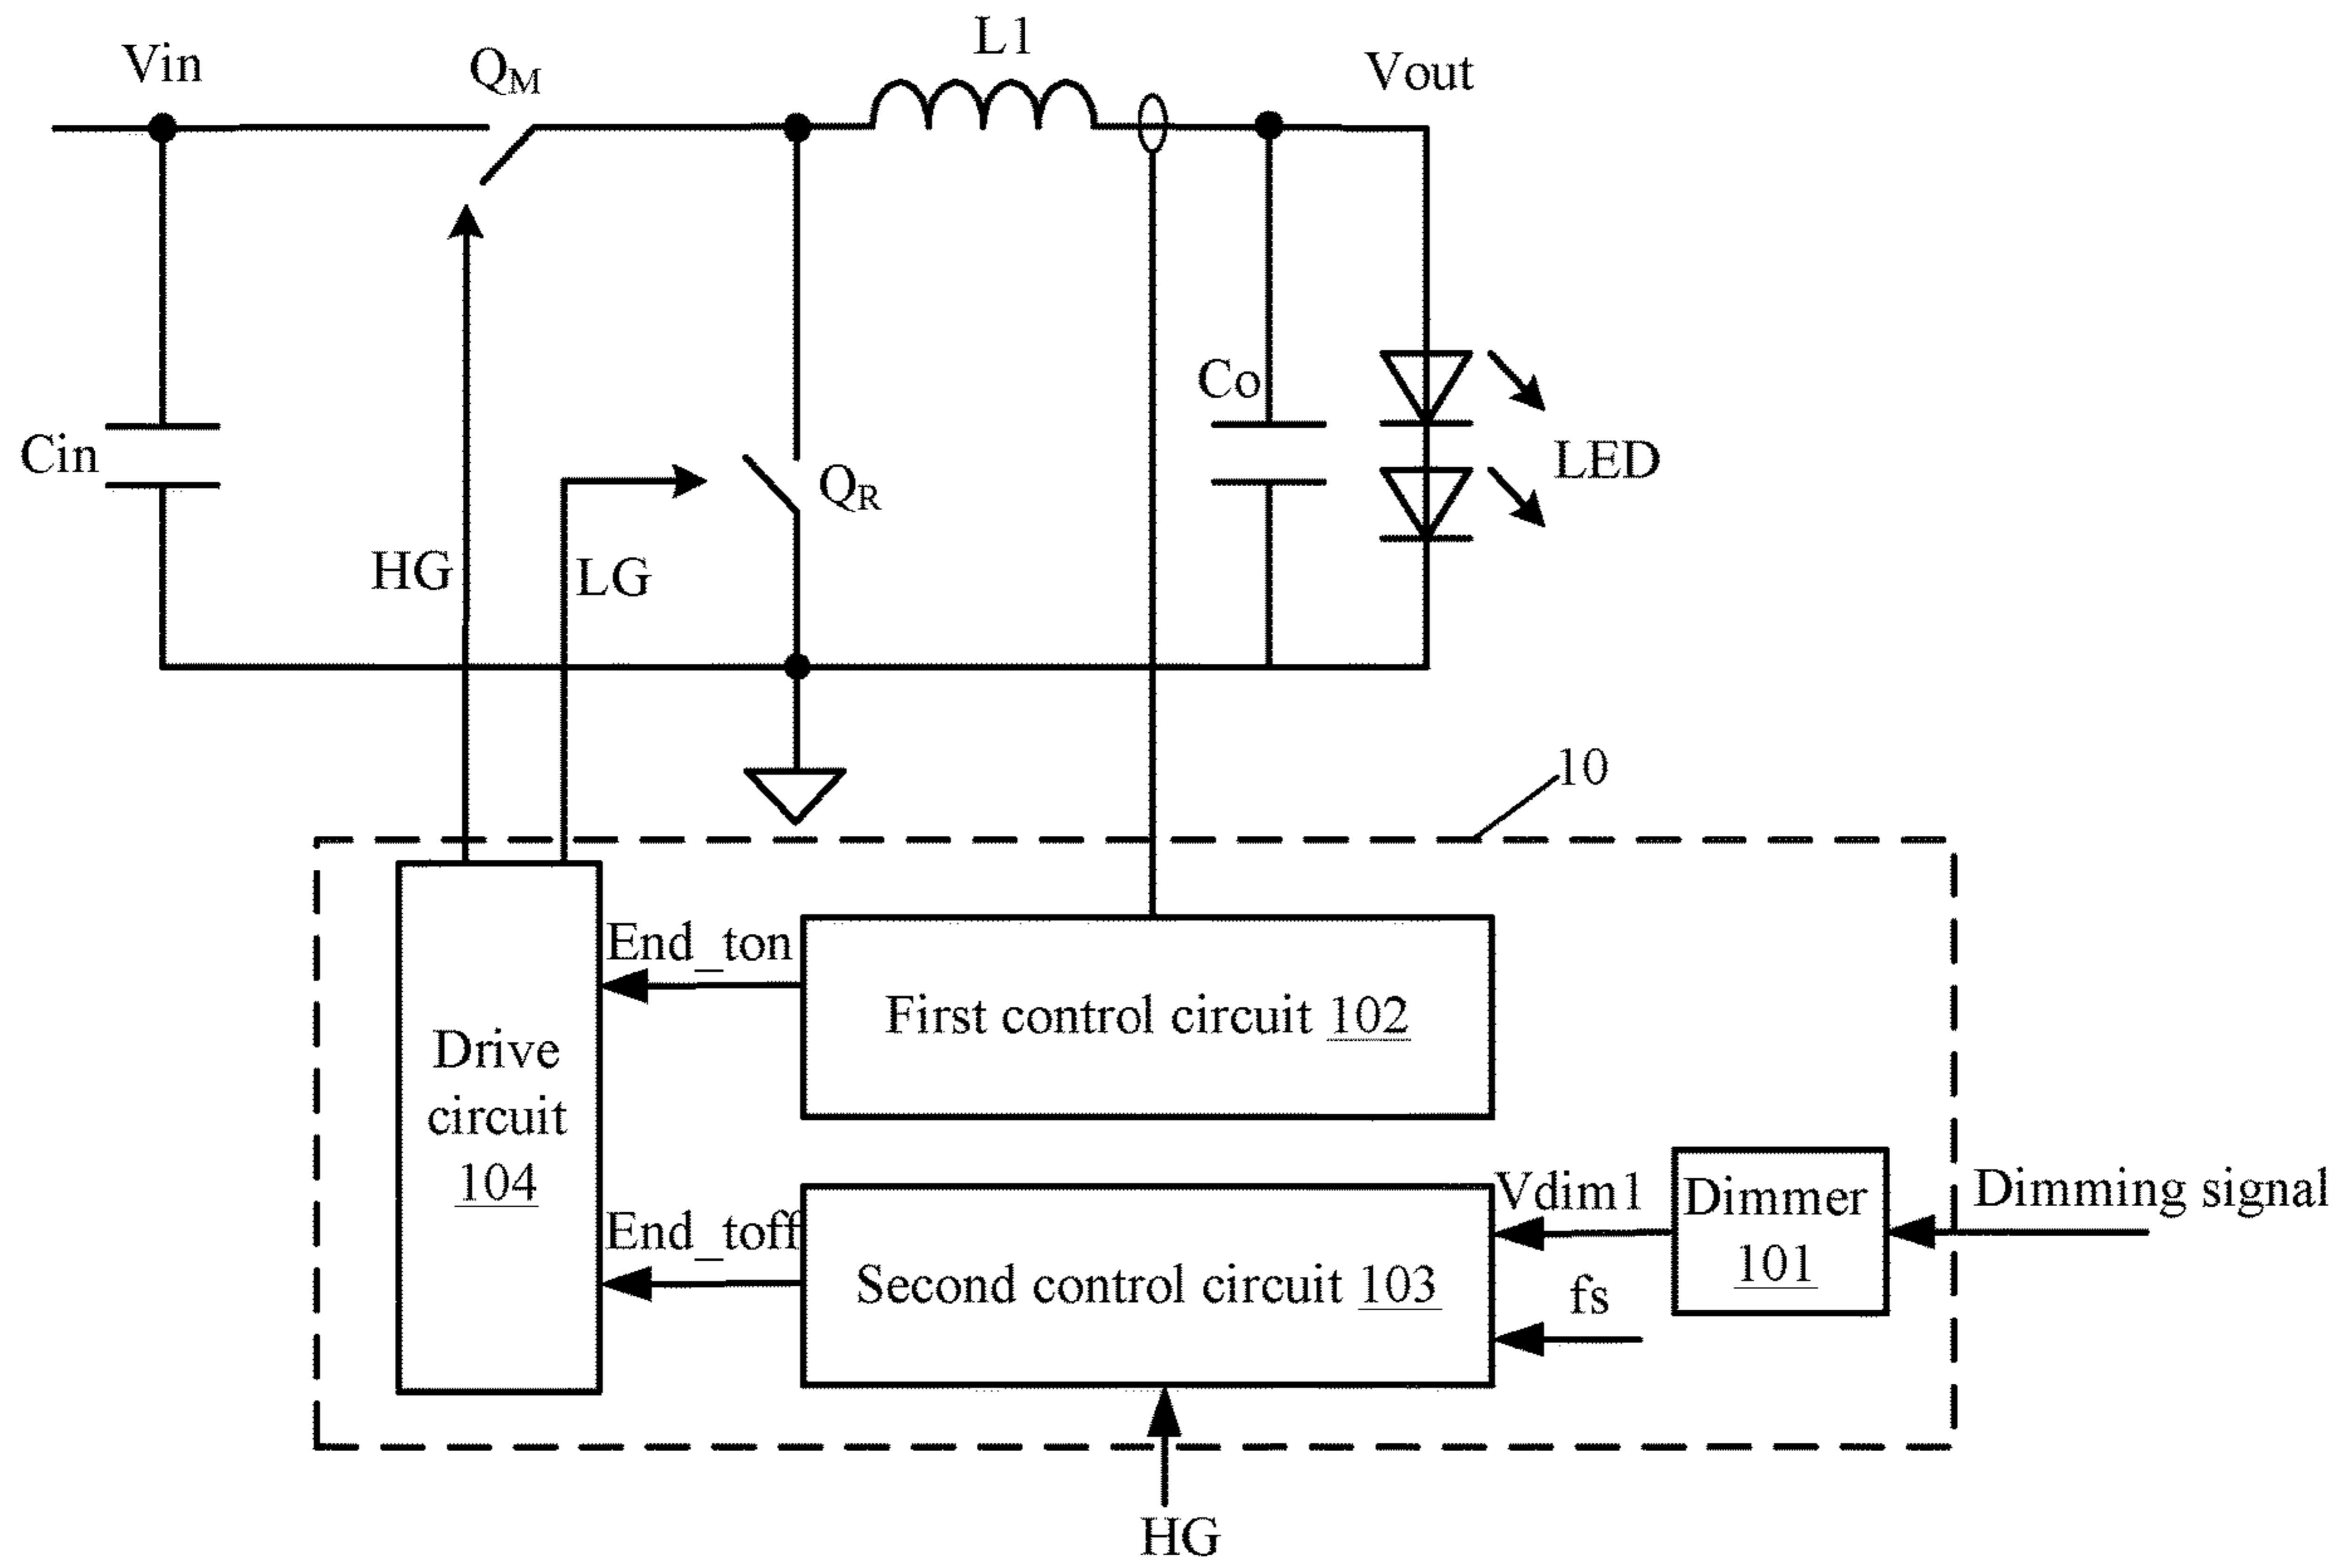 Vin
QM
L1
Vout
Cin
HG
LG
QR
Co
LED
10
End_ton
First control circuit 102
Drive
circuit
104
End_toff
Second control circuit 103
Vdim1
fs
Dimmer
101
Dimming signal
HG